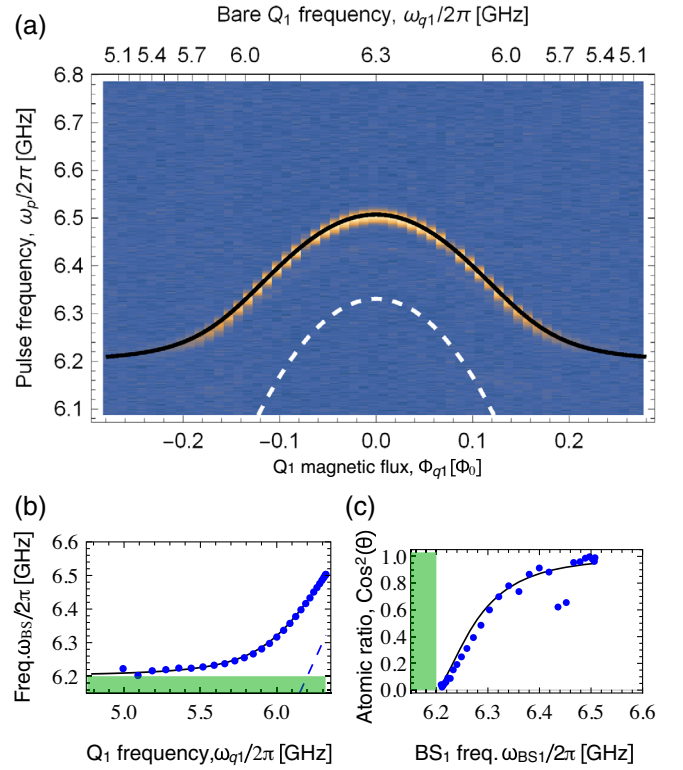 (a)
Bare Q1 frequency, ωq1/2π [GHz]
5.1 5.4 5.7 6.0 6.3 6.0 5.7 5.4 5.1
Pulse frequency, ωp/2π [GHz]
6.8
6.7
6.6
6.5
6.4
6.3
6.2
6.1
−0.2 −0.1 0.0 0.1 0.2
Q1 magnetic flux, Φq1[Φ0]
(b)
Freq.ωBS/2π [GHz]
6.6
6.5
6.4
6.3
6.2
5.0 5.5 6.0
Q1 frequency,ωq1/2π [GHz]
(c)
Atomic ratio, Cos²(θ)
1.0
0.8
0.6
0.4
0.2
0.0
6.2 6.3 6.4 6.5 6.6
BS1 freq. ωBS1/2π [GHz]